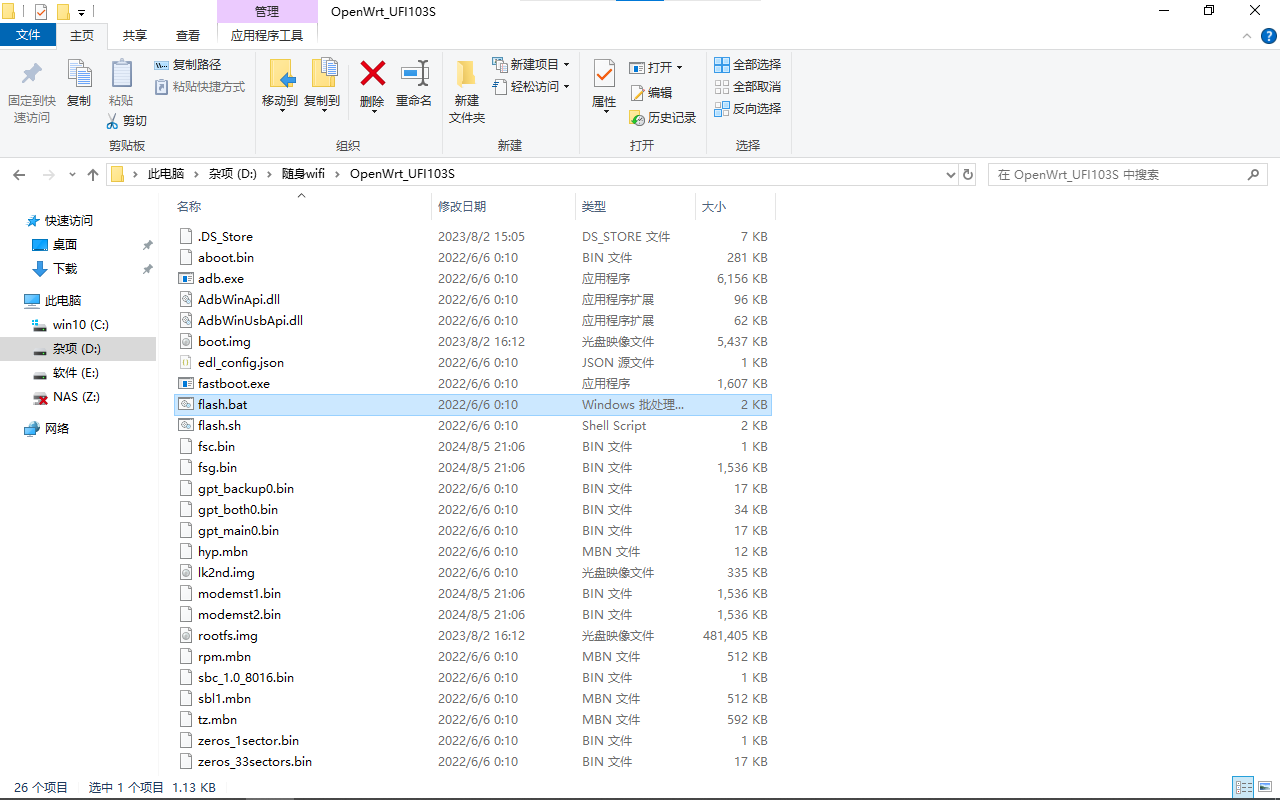 管理 OpenWrt_UFI103S
文件 主页 共享 查看 应用程序工具
固定到快速访问
复制
粘贴
复制路径
粘贴快捷方式
剪切
剪贴板
移动到
复制到
删除
重命名
组织
新建
文件夹
新建项目
轻松访问
新建
属性
打开
编辑
历史记录
打开
全部选择
全部取消
反向选择
选择
此电脑 杂项 (D:) 随身wifi OpenWrt_UFI103S
在 OpenWrt_UFI103S 中搜索
快速访问
桌面
下载
此电脑
win10 (C:)
杂项 (D:)
软件 (E:)
NAS (Z:)
网络
名称 修改日期 类型 大小
.DS_Store 2023/8/2 15:05 DS_STORE 文件 7 KB
aboot.bin 2022/6/6 0:10 BIN 文件 281 KB
adb.exe 2022/6/6 0:10 应用程序 6,156 KB
AdbWinApi.dll 2022/6/6 0:10 应用程序扩展 96 KB
AdbWinUsbApi.dll 2022/6/6 0:10 应用程序扩展 62 KB
boot.img 2023/8/2 16:12 光盘映像文件 5,437 KB
edl_config.json 2022/6/6 0:10 JSON 源文件 1 KB
fastboot.exe 2022/6/6 0:10 应用程序 1,607 KB
flash.bat 2022/6/6 0:10 Windows 批处理... 2 KB
flash.sh 2022/6/6 0:10 Shell Script 2 KB
fsc.bin 2024/8/5 21:06 BIN 文件 1 KB
fsg.bin 2024/8/5 21:06 BIN 文件 1,536 KB
gpt_backup0.bin 2022/6/6 0:10 BIN 文件 17 KB
gpt_both0.bin 2022/6/6 0:10 BIN 文件 34 KB
gpt_main0.bin 2022/6/6 0:10 BIN 文件 17 KB
hyp.mbn 2022/6/6 0:10 MBN 文件 12 KB
lk2nd.img 2022/6/6 0:10 光盘映像文件 335 KB
modemst1.bin 2024/8/5 21:06 BIN 文件 1,536 KB
modemst2.bin 2024/8/5 21:06 BIN 文件 1,536 KB
rootfs.img 2023/8/2 16:12 光盘映像文件 481,405 KB
rpm.mbn 2022/6/6 0:10 MBN 文件 512 KB
sbc_1.0_8016.bin 2022/6/6 0:10 BIN 文件 1 KB
sbl1.mbn 2022/6/6 0:10 MBN 文件 512 KB
tz.mbn 2022/6/6 0:10 MBN 文件 592 KB
zeros_1sector.bin 2022/6/6 0:10 BIN 文件 1 KB
zeros_33sectors.bin 2022/6/6 0:10 BIN 文件 17 KB
26 个项目 选中 1 个项目 1.13 KB